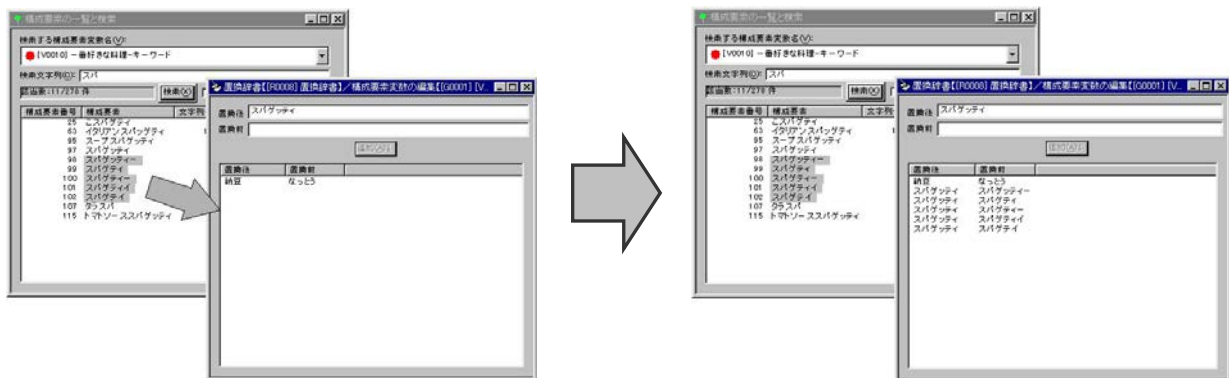 構成要素の一覧と検索
検索する構成要素変数名(V):
[V0010] 一番好きな料理-キーワード
検索文字列(D): スパ
該当数:11/270 件
検索(X)
構成要素番号 構成要素 文字列
25 こスパゲティ
63 イタリアンスパッゲティ
95 スープスパゲッティ
97 スパゲッティ
98 スパゲッティー
99 スパゲティ
100 スパゲティー
101 スパゲティイ
102 スパゲテイ
107 タラスパ
115 トマトソーススパゲッティ
置換辞書【[R0008] 置換辞書】/構成要素変数の編集【[G0001] [V...
置換後 スパゲッティ
置換前
追加(A)↓
置換後 置換前
納豆 なっとう
構成要素の一覧と検索
検索する構成要素変数名(V):
[V0010] 一番好きな料理-キーワード
検索文字列(D): スパ
該当数:11/270 件
検索(X)
構成要素番号 構成要素 文字列
25 こスパゲティ
63 イタリアンスパッゲティ
95 スープスパゲッティ
97 スパゲッティ
98 スパゲッティー
99 スパゲティ
100 スパゲティー
101 スパゲティイ
102 スパゲテイ
107 タラスパ
115 トマトソーススパゲッティ
置換辞書【[R0008] 置換辞書】/構成要素変数の編集【[G0001] [V...
置換後 スパゲッティ
置換前
追加(A)↓
置換後 置換前
納豆 なっとう
スパゲッティ スパゲッティー
スパゲッティ スパゲティ
スパゲッティ スパゲティー
スパゲッティ スパゲティイ
スパゲッティ スパゲテイ